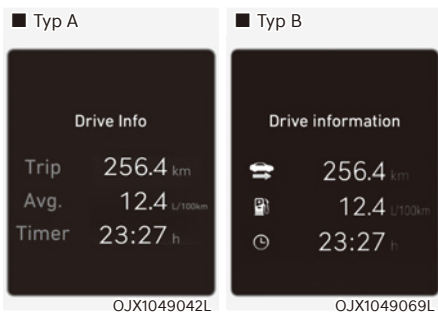 ■ Typ A
Drive Info
Trip 256.4 km
Avg. 12.4 L/100km
Timer 23:27 h
OJX1049042L
■ Typ B
Drive information
256.4 km
12.4 L/100km
23:27 h
OJX1049069L